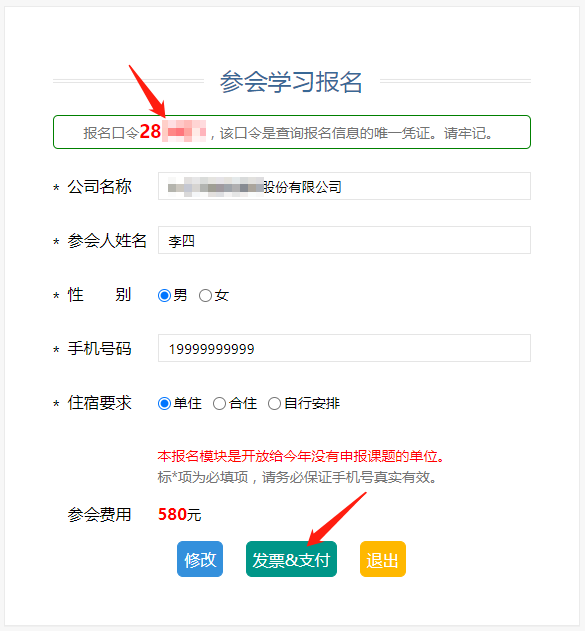 参会学习报名
报名口令28，该口令是查询报名信息的唯一凭证。请牢记。
* 公司名称 股份有限公司
* 参会人姓名 李四
* 性 别 男 女
* 手机号码 19999999999
* 住宿要求 单住 合住 自行安排
本报名模块是开放给今年没有申报课题的单位。
标*项为必填项，请务必保证手机号真实有效。
参会费用 580元
修改 发票&支付 退出